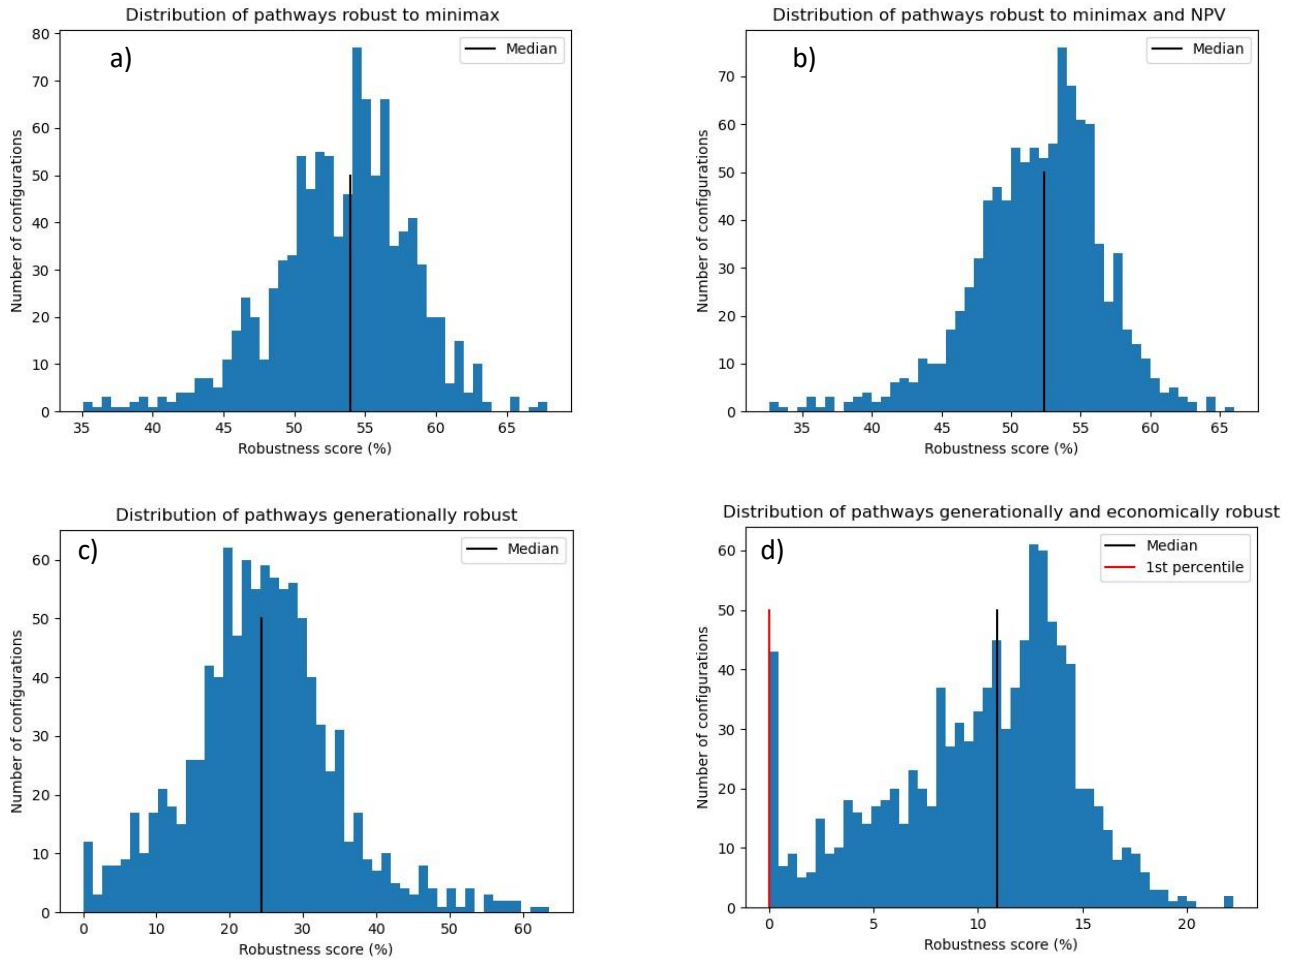 Distribution of pathways robust to minimax
a)
Median
80
70
60
50
40
30
20
10
0
Number of configurations
35 40 45 50 55 60 65
Robustness score (%)
Distribution of pathways robust to minimax and NPV
b)
Median
70
60
50
40
30
20
10
0
Number of configurations
35 40 45 50 55 60 65
Robustness score (%)
Distribution of pathways generationally robust
c)
Median
60
50
40
30
20
10
0
Number of configurations
0 10 20 30 40 50 60
Robustness score (%)
Distribution of pathways generationally and economically robust
d)
Median
1st percentile
60
50
40
30
20
10
0
Number of configurations
0 5 10 15 20
Robustness score (%)